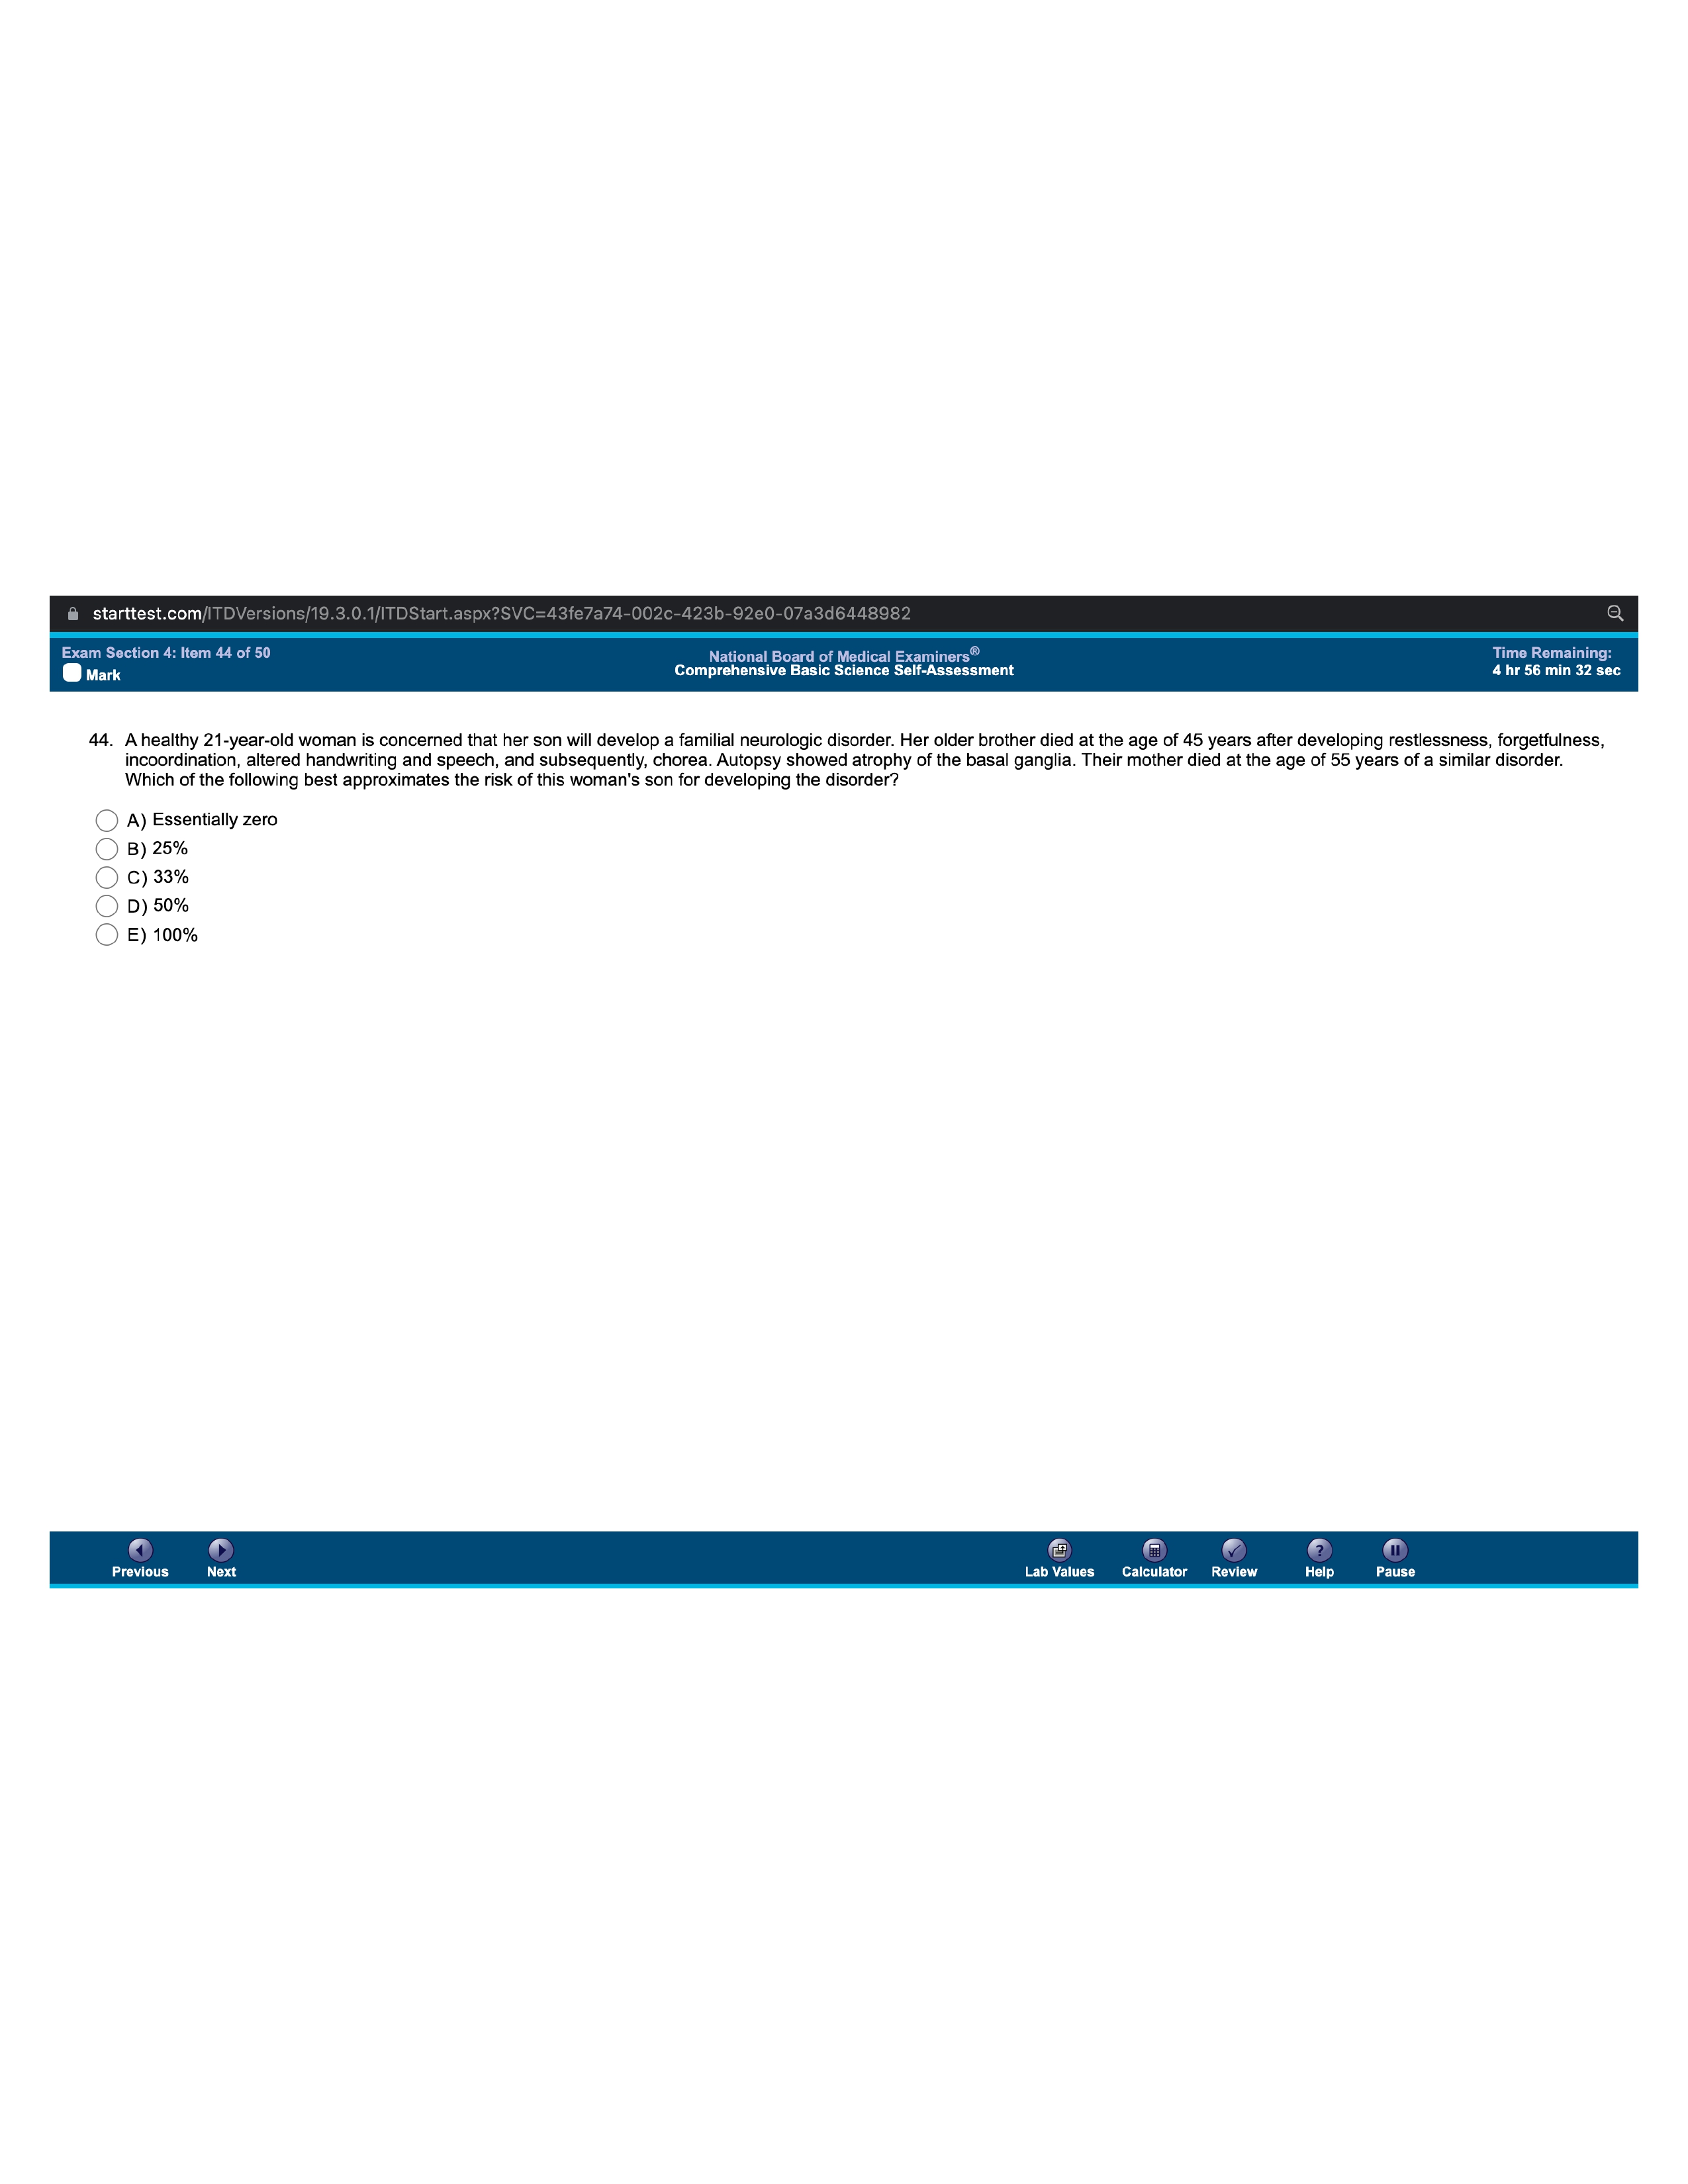 starttest.com/ITDVersions/19.3.0.1/ITDStart.aspx?SVC=43fe7a74-002c-423b-92e0-07a3d6448982
Exam Section 4: Item 44 of 50
Mark
National Board of Medical Examiners®
Comprehensive Basic Science Self-Assessment
Time Remaining:
4 hr 56 min 32 sec
44. A healthy 21-year-old woman is concerned that her son will develop a familial neurologic disorder. Her older brother died at the age of 45 years after developing restlessness, forgetfulness,
incoordination, altered handwriting and speech, and subsequently, chorea. Autopsy showed atrophy of the basal ganglia. Their mother died at the age of 55 years of a similar disorder.
Which of the following best approximates the risk of this woman's son for developing the disorder?
A) Essentially zero
B) 25%
C) 33%
D) 50%
E) 100%
Previous
Next
Lab Values
Calculator
Review
Help
Pause